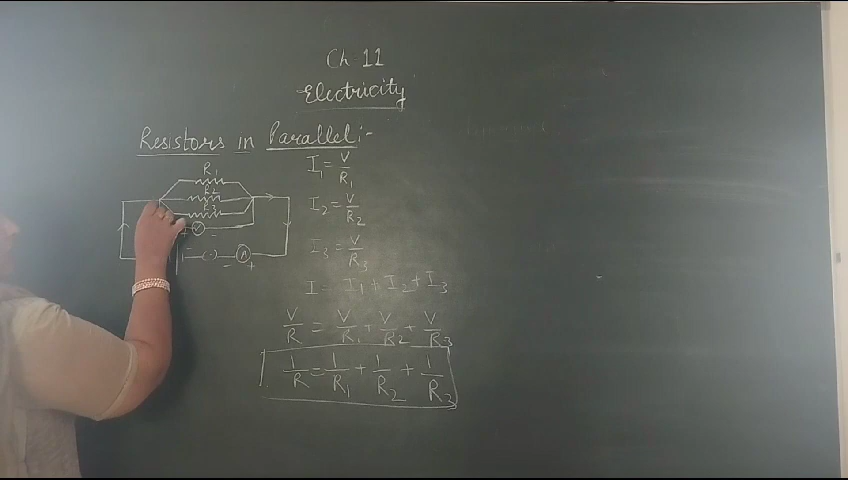 Ch 11
Electricity
Resistors in Parallel:-
R1
R2
R3
V
+ -
- (·) A
- +
I1 = V/R1
I2 = V/R2
I3 = V/R3
I = I1 + I2 + I3
V/R = V/R1 + V/R2 + V/R3
1/R = 1/R1 + 1/R2 + 1/R3